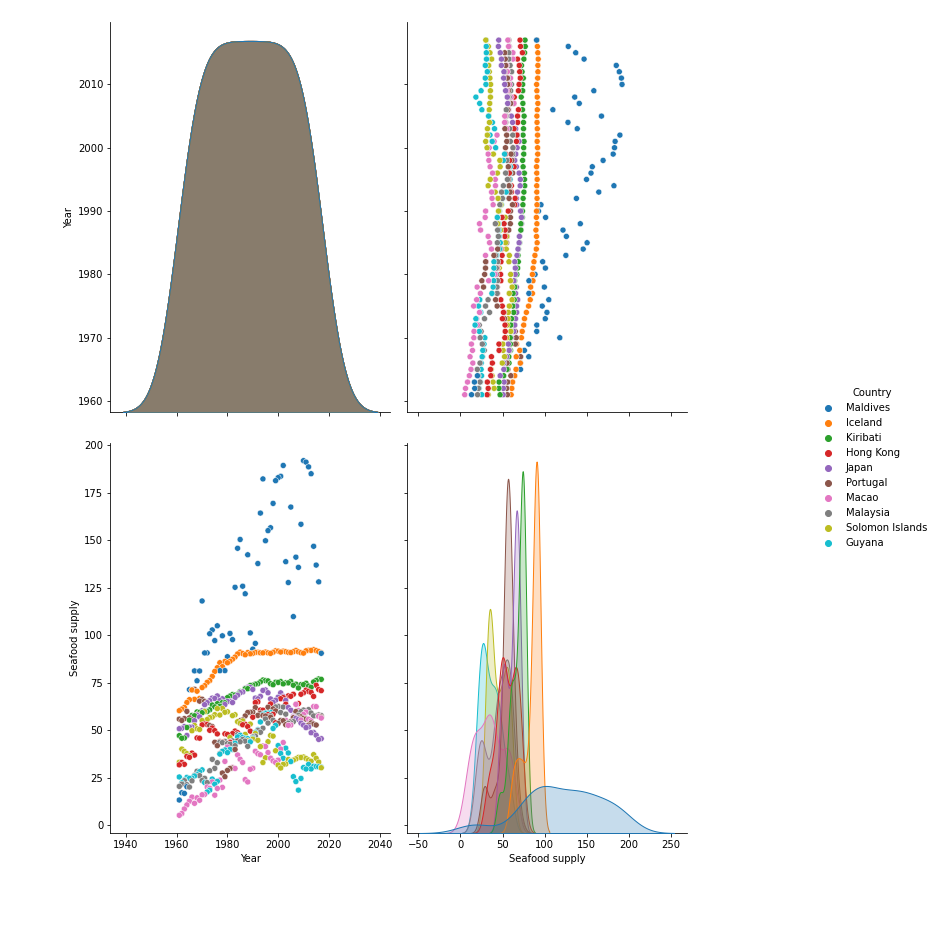 2010
2000
1990
1980
1970
1960
Year
200
175
150
125
100
75
50
25
0
Seafood supply
1940 1960 1980 2000 2020 2040
Year
−50 0 50 100 150 200 250
Seafood supply
Country
Maldives
Iceland
Kiribati
Hong Kong
Japan
Portugal
Macao
Malaysia
Solomon Islands
Guyana